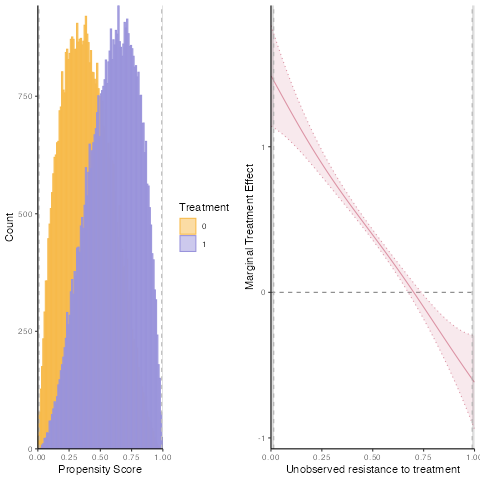 Count
750
500
250
0
0.00 0.25 0.50 0.75 1.00
Propensity Score
Treatment
0
1
Marginal Treatment Effect
1
0
-1
0.00 0.25 0.50 0.75 1.00
Unobserved resistance to treatment